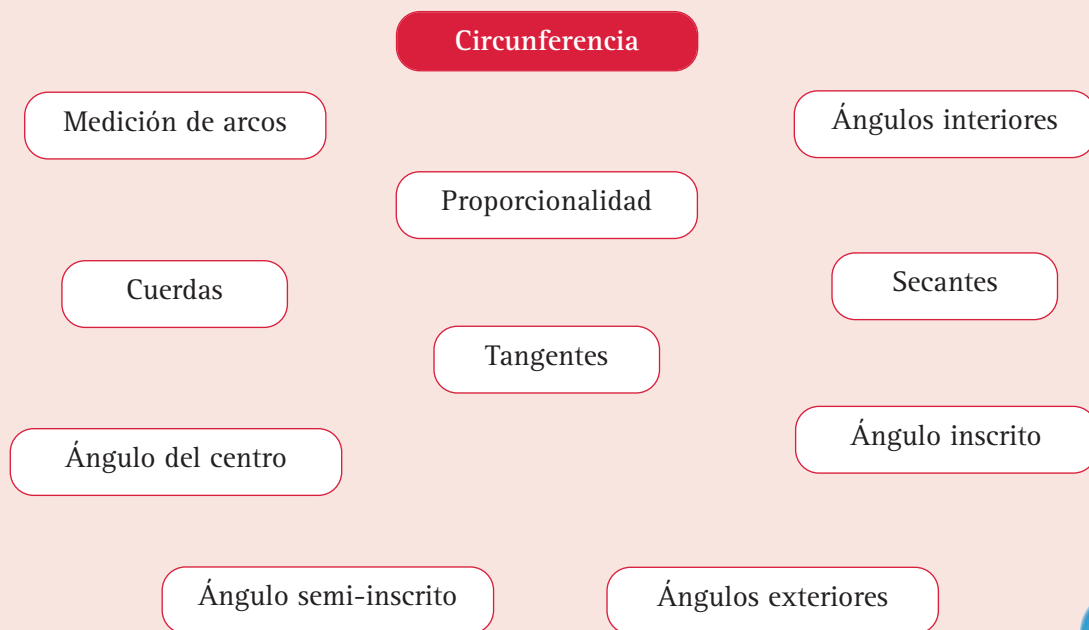 Circunferencia
Medición de arcos
Ángulos interiores
Proporcionalidad
Cuerdas
Secantes
Tangentes
Ángulo del centro
Ángulo inscrito
Ángulo semi-inscrito
Ángulos exteriores